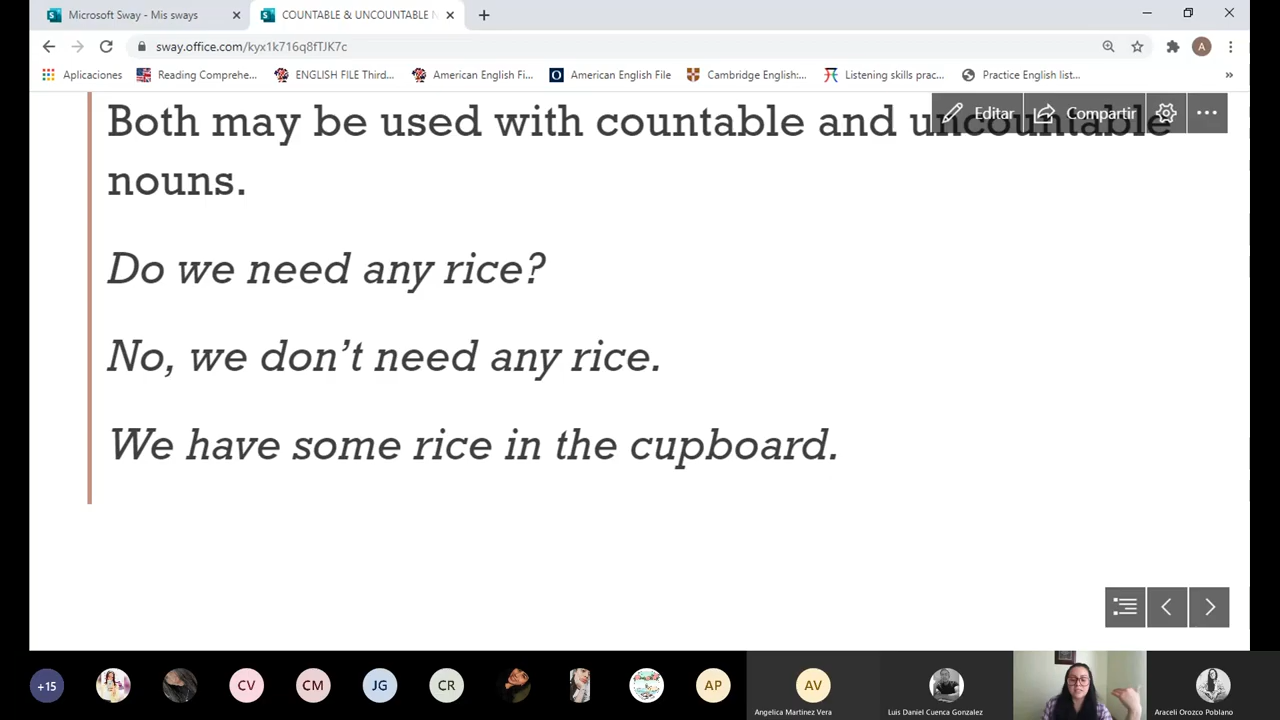 Microsoft Sway - Mis sways
COUNTABLE & UNCOUNTABLE N
sway.office.com/kyx1k716q8fTJK7c
A
Aplicaciones
Reading Comprehe...
ENGLISH FILE Third...
American English Fi...
American English File
Cambridge English:...
Listening skills prac...
Practice English list...
»
Editar
Compartir
Both may be used with countable and uncountable
nouns.
Do we need any rice?
No, we don't need any rice.
We have some rice in the cupboard.
+15
CV
CM
JG
CR
AP
AV
Angelica Martinez Vera
Luis Daniel Cuenca Gonzalez
Araceli Orozco Poblano